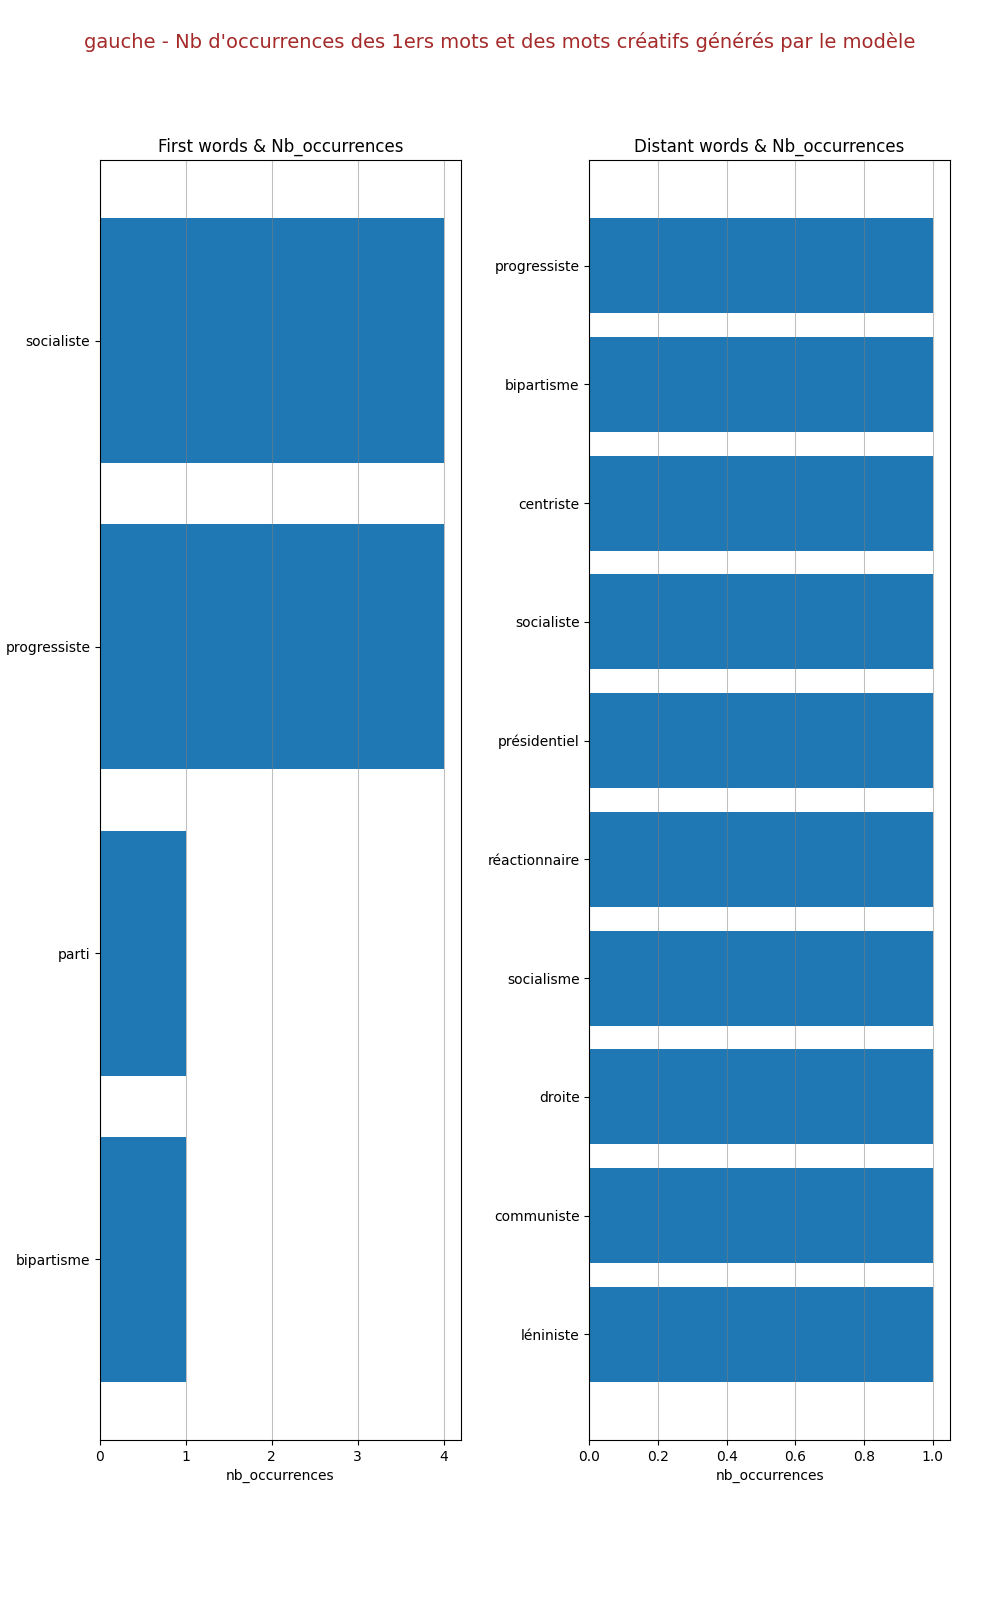 gauche - Nb d'occurrences des 1ers mots et des mots créatifs générés par le modèle
First words & Nb_occurrences
socialiste
progressiste
parti
bipartisme
0 1 2 3 4
nb_occurrences
Distant words & Nb_occurrences
progressiste
bipartisme
centriste
socialiste
présidentiel
réactionnaire
socialisme
droite
communiste
léniniste
0.0 0.2 0.4 0.6 0.8 1.0
nb_occurrences